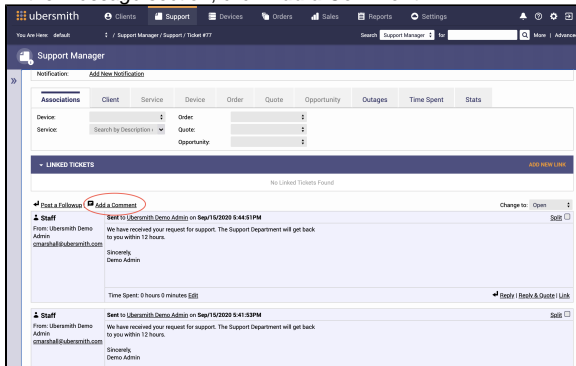 ubersmith Clients Support Devices Orders Sales Reports Settings
You Are Here: default / Support Manager / Support / Ticket #77 Search Support Manager for More | Advance
Support Manager
Notification: Add New Notification
Associations Client Service Device Order Quote Opportunity Outages Time Spent Stats
Device: Order:
Service: Search by Description Quote:
Opportunity:
LINKED TICKETS ADD NEW LINK
No Linked Tickets Found
Post a Followup Add a Comment Change to: Open
Staff Sent to Ubersmith Demo Admin on Sep/15/2020 5:44:51PM Split
From: Ubersmith Demo We have received your request for support. The Support Department will get back
Admin to you within 12 hours.
cmarshall@ubersmith.com
Sincerely,
Demo Admin
Time Spent: 0 hours 0 minutes Edit Reply | Reply & Quote | Link
Staff Sent to Ubersmith Demo Admin on Sep/15/2020 5:41:53PM Split
From: Ubersmith Demo We have received your request for support. The Support Department will get back
Admin to you within 12 hours.
cmarshall@ubersmith.com
Sincerely,
Demo Admin